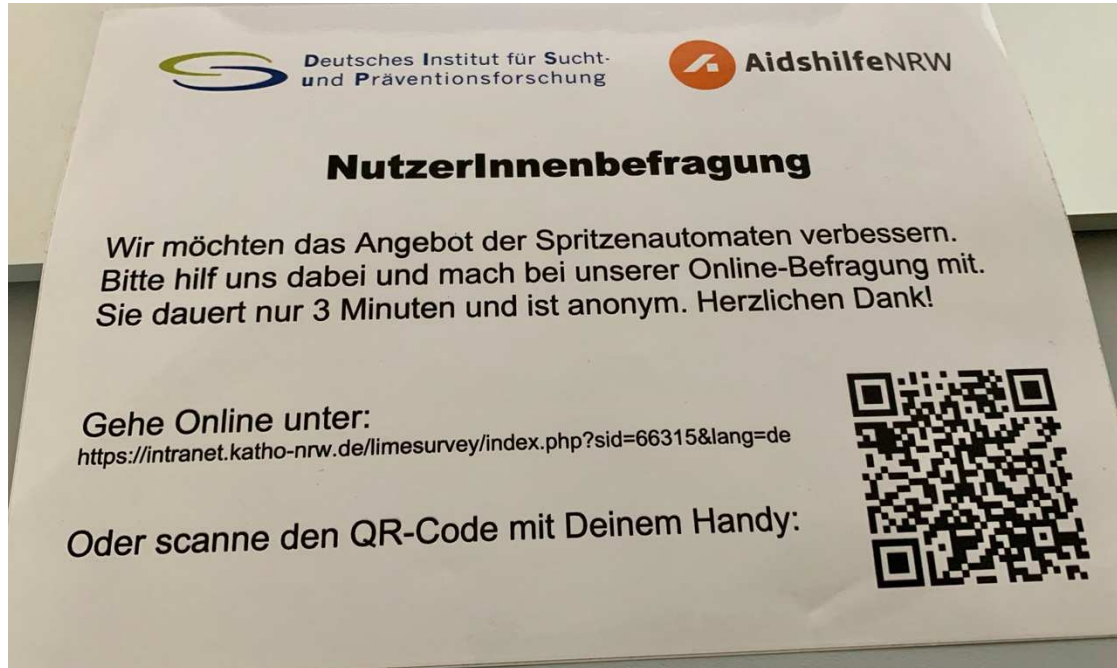 Deutsches Institut für Sucht-
und Präventionsforschung
AidshilfeNRW
NutzerInnenbefragung
Wir möchten das Angebot der Spritzenautomaten verbessern.
Bitte hilf uns dabei und mach bei unserer Online-Befragung mit.
Sie dauert nur 3 Minuten und ist anonym. Herzlichen Dank!
Gehe Online unter:
https://intranet.katho-nrw.de/limesurvey/index.php?sid=66315&lang=de
Oder scanne den QR-Code mit Deinem Handy: